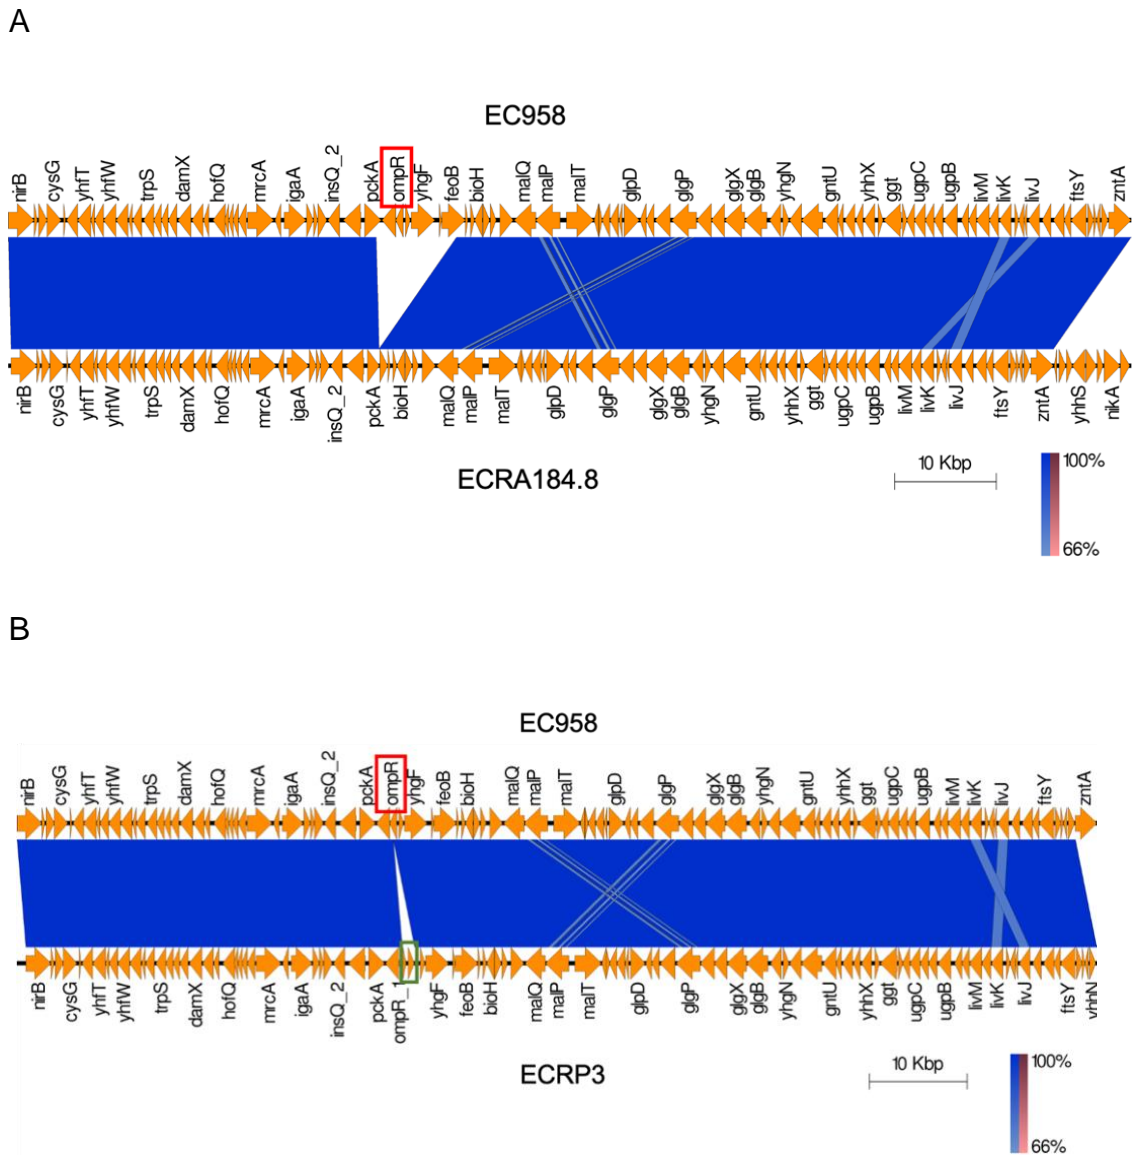 A
EC958
nirB cysG yhfT yhfW trpS damX hofQ mrcA igaA insQ_2 pckA ompR yhgF feoB bioH malQ malP malT glpD glgP glgX glgB yhgN gntU yhhX ggt ugpC ugpB livM livK livJ ftsY zntA
nirB cysG yhfT yhfW trpS damX hofQ mrcA igaA insQ_2 pckA bioH malQ malP malT glpD glgP glgX glgB yhgN gntU yhhX ggt ugpC ugpB livM livK livJ ftsY zntA yhhS nikA
ECRA184.8
10 Kbp
100%
66%
B
EC958
nirB cysG yhfT yhfW trpS damX hofQ mrcA igaA insQ_2 pckA ompR yhgF feoB bioH malQ malP malT glpD glgP glgX glgB yhgN gntU yhhX ggt ugpC ugpB livM livK livJ ftsY zntA
nirB cysG yhfT yhfW trpS damX hofQ mrcA igaA insQ_2 pckA ompR_1 yhgF feoB bioH malQ malP malT glpD glgP glgX glgB yhgN gntU yhhX ggt ugpC ugpB livM livK livJ ftsY yhhN
ECRP3
10 Kbp
100%
66%